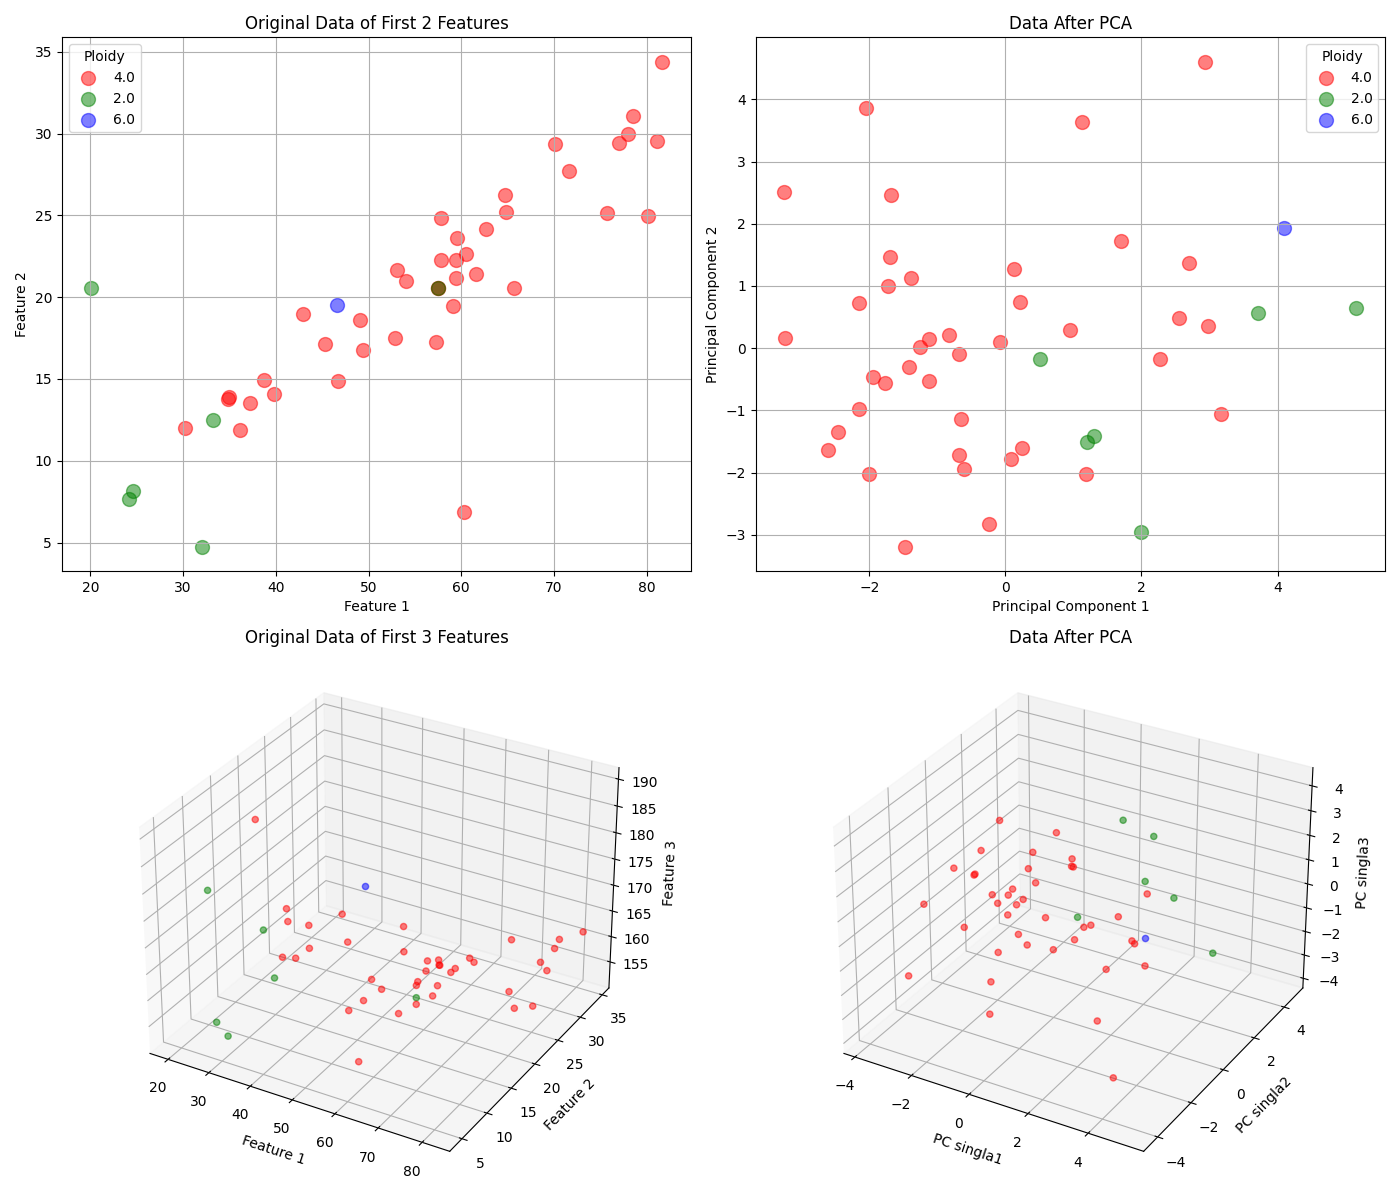 Original Data of First 2 Features
35
30
25
20
15
10
5
Feature 2
Ploidy
4.0
2.0
6.0
20 30 40 50 60 70 80
Feature 1
Data After PCA
4
3
2
1
0
−1
−2
−3
Principal Component 2
Ploidy
4.0
2.0
6.0
−2 0 2 4
Principal Component 1
Original Data of First 3 Features
190
185
180
175
170
165
160
155
Feature 3
35
30
25
20
15
10
5
Feature 2
20 30 40 50 60 70 80
Feature 1
Data After PCA
4
3
2
1
0
−1
−2
−3
−4
PC singla3
4
2
0
−2
−4
PC singla2
−4 −2 0 2 4
PC singla1